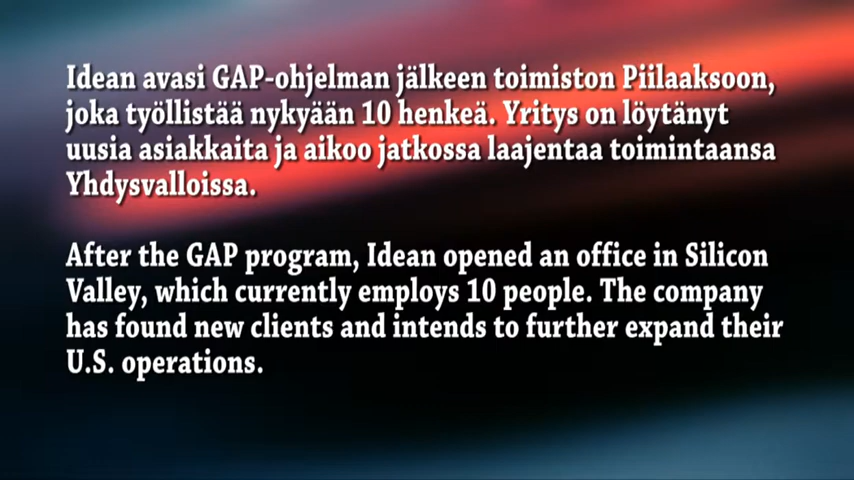 Idean avasi GAP-ohjelman jälkeen toimiston Piilaaksoon,
joka työllistää nykyään 10 henkeä. Yritys on löytänyt
uusia asiakkaita ja aikoo jatkossa laajentaa toimintaansa
Yhdysvalloissa.
After the GAP program, Idean opened an office in Silicon
Valley, which currently employs 10 people. The company
has found new clients and intends to further expand their
U.S. operations.